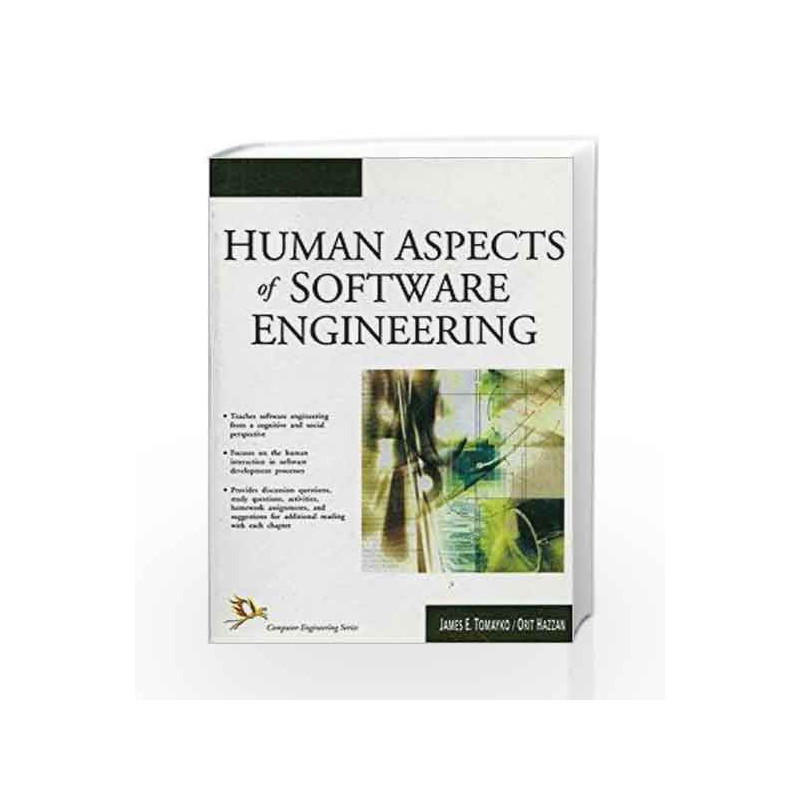 HUMAN ASPECTS
of SOFTWARE
ENGINEERING
• Teaches software engineering
from a cognitive and social
perspective
• Focuses on the human
interaction in software
development processes
• Provides discussion questions,
study questions, activities,
homework assignments, and
suggestions for additional reading
with each chapter
Computer Engineering Series
JAMES E. TOMAYKO / ORIT HAZZAN